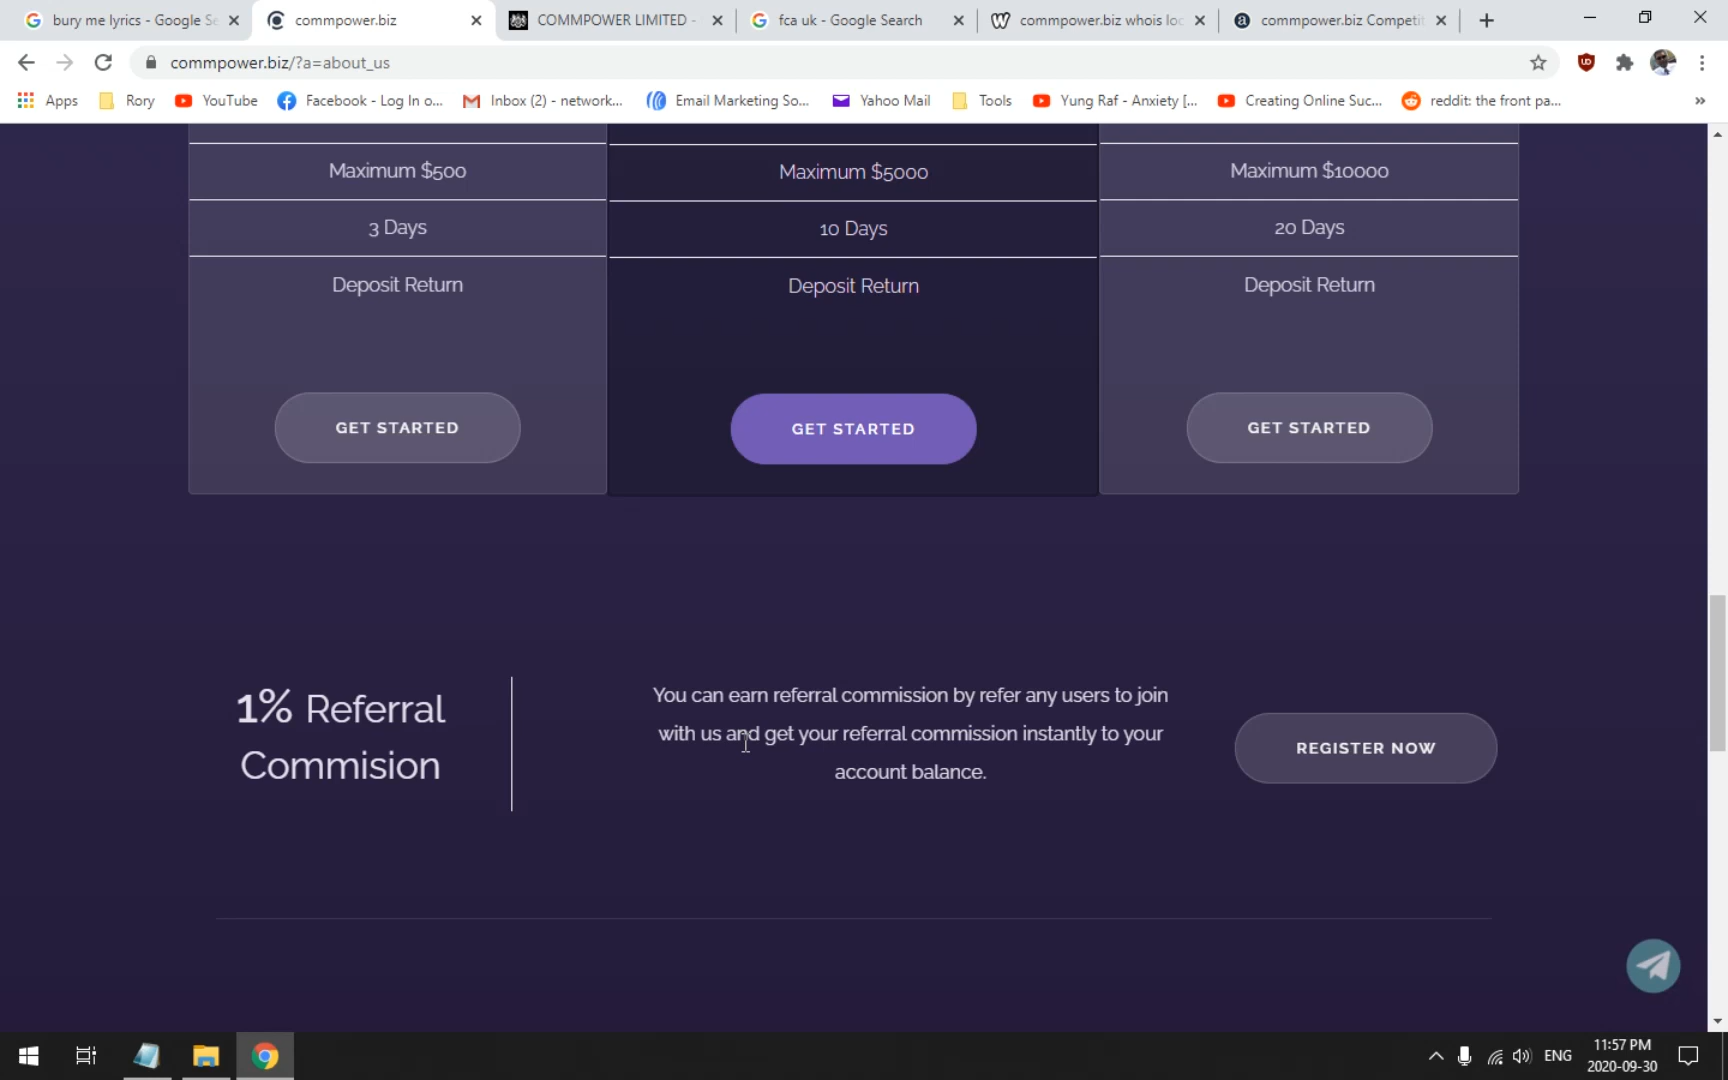 bury me lyrics - Google Se
commpower.biz
COMMPOWER LIMITED -
fca uk - Google Search
commpower.biz whois loo
commpower.biz Competit
commpower.biz/?a=about_us
Apps
Rory
YouTube
Facebook - Log In o...
Inbox (2) - network...
Email Marketing So...
Yahoo Mail
Tools
Yung Raf - Anxiety [...
Creating Online Suc...
reddit: the front pa...
»
Maximum $500
Maximum $5000
Maximum $10000
3 Days
10 Days
20 Days
Deposit Return
Deposit Return
Deposit Return
GET STARTED
GET STARTED
GET STARTED
1% Referral
Commision
You can earn referral commission by refer any users to join
with us and get your referral commission instantly to your
account balance.
REGISTER NOW
ENG
11:57 PM
2020-09-30